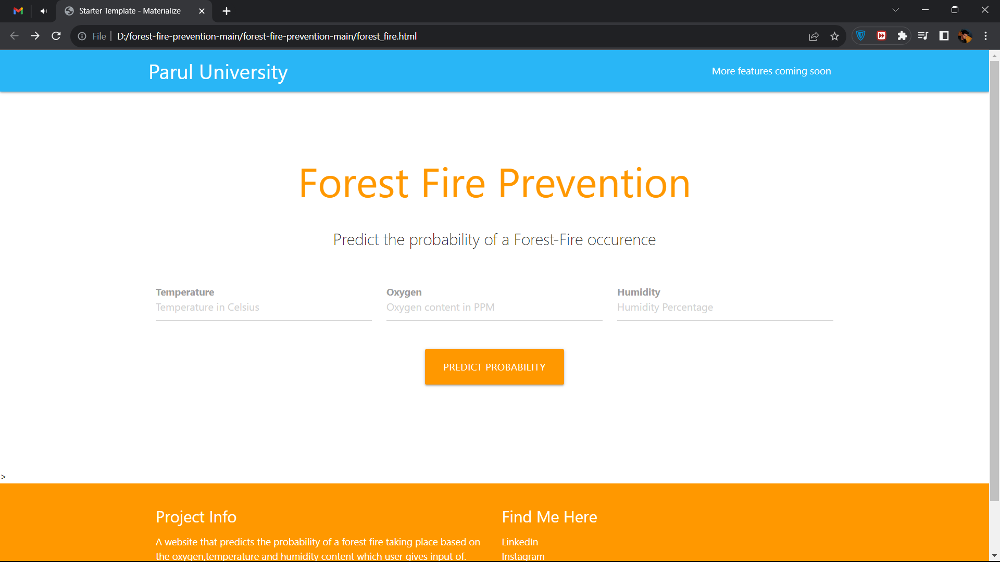 Starter Template - Materialize
File
D:/forest-fire-prevention-main/forest-fire-prevention-main/forest_fire.html
Parul University
More features coming soon
Forest Fire Prevention
Predict the probability of a Forest-Fire occurence
Temperature
Temperature in Celsius
Oxygen
Oxygen content in PPM
Humidity
Humidity Percentage
PREDICT PROBABILITY
>
Project Info
A website that predicts the probability of a forest fire taking place based on
the oxygen,temperature and humidity content which user gives input of.
Find Me Here
LinkedIn
Instagram